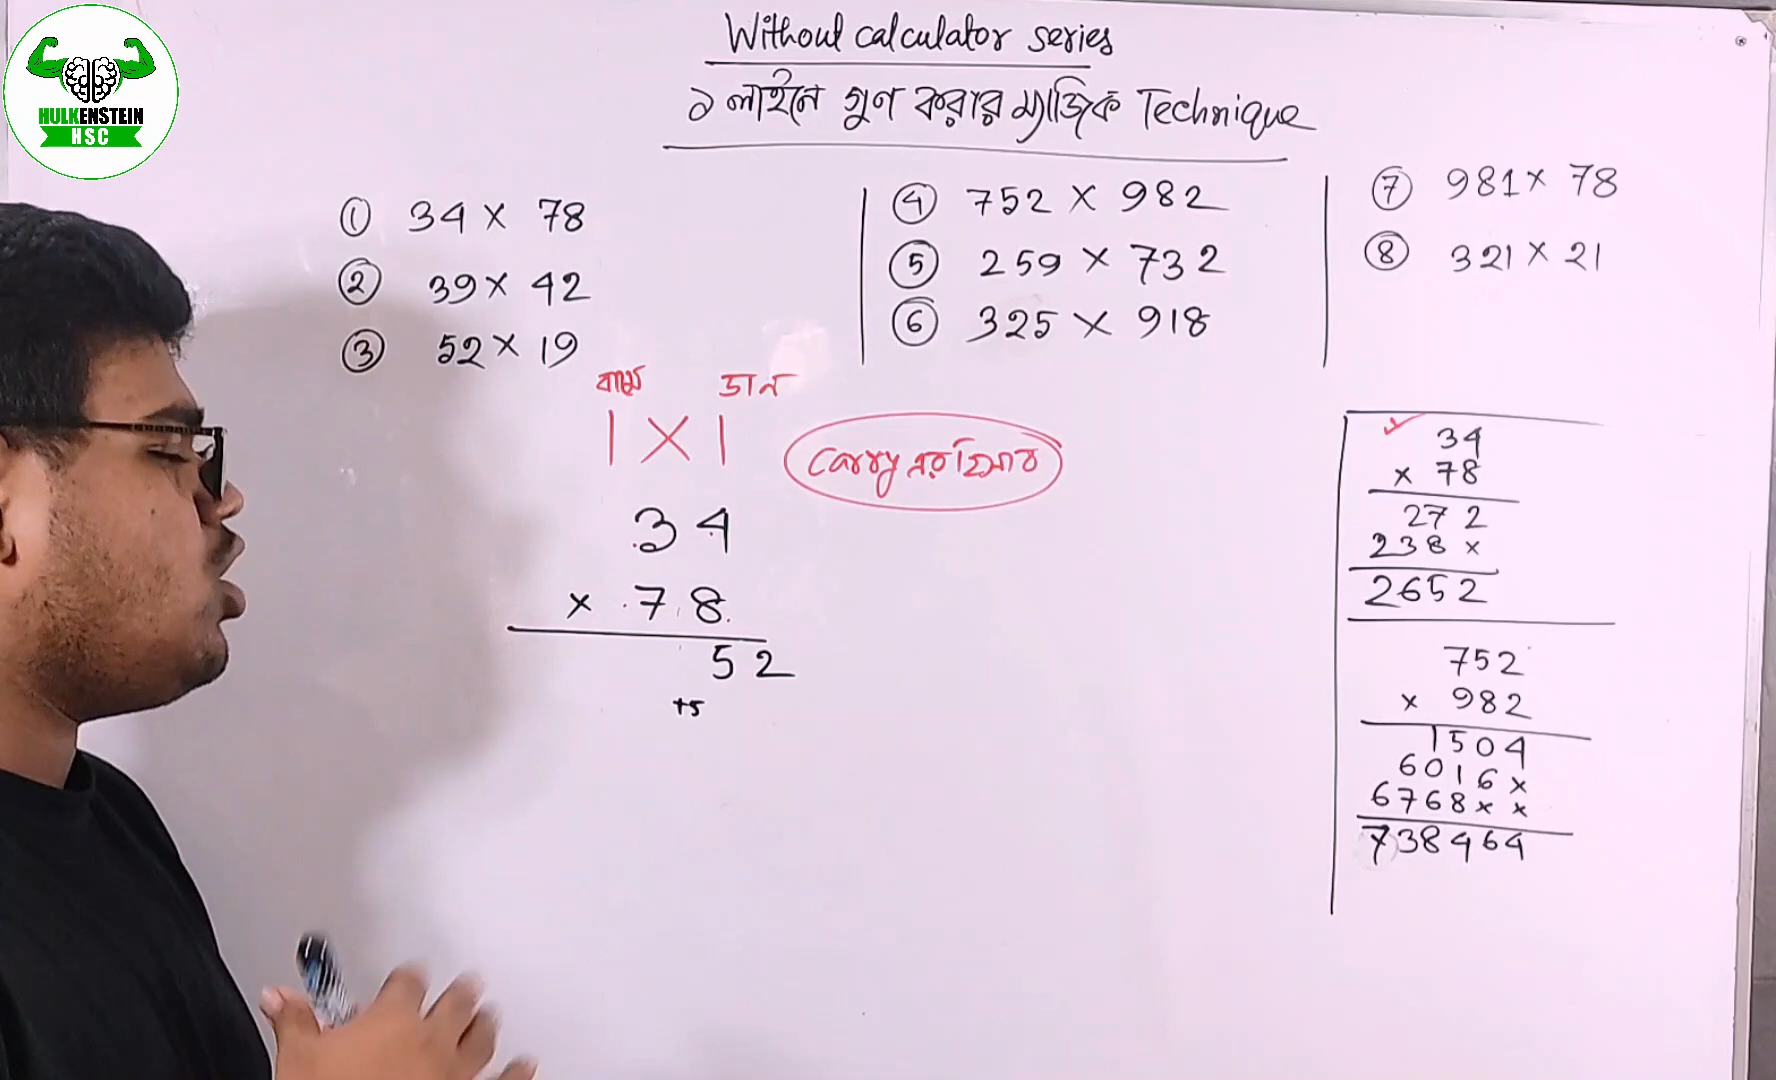 HULKENSTEIN
HSC
Without calculator series
১ লাইনে গুণ করার ম্যাজিক Technique
① 34 × 78
② 39 × 42
③ 52 × 19
④ 752 × 982
⑤ 259 × 732
⑥ 325 × 918
⑦ 981 × 78
⑧ 321 × 21
বামে ডান
| × |
Carry এর হিসাব
34
× 78
52
+5
34
× 78
272
238×
2652
752
× 982
1504
6016×
6768××
738464